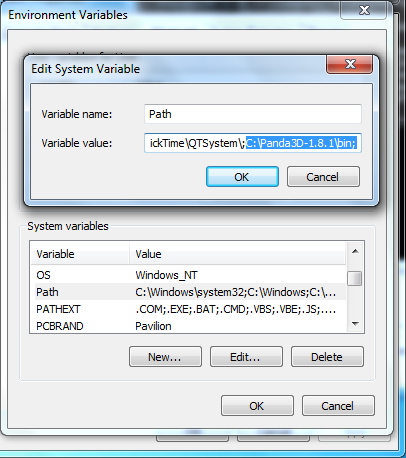 Environment Variables
Edit System Variable
Variable name: Path
Variable value: ickTime\QTSystem\;C:\Panda3D-1.8.1\bin;
OK Cancel
System variables
Variable Value
OS Windows_NT
Path C:\Windows\system32;C:\Windows;C:\...
PATHEXT .COM;.EXE;.BAT;.CMD;.VBS;.VBE;.JS;....
PCBRAND Pavilion
New... Edit... Delete
OK Cancel